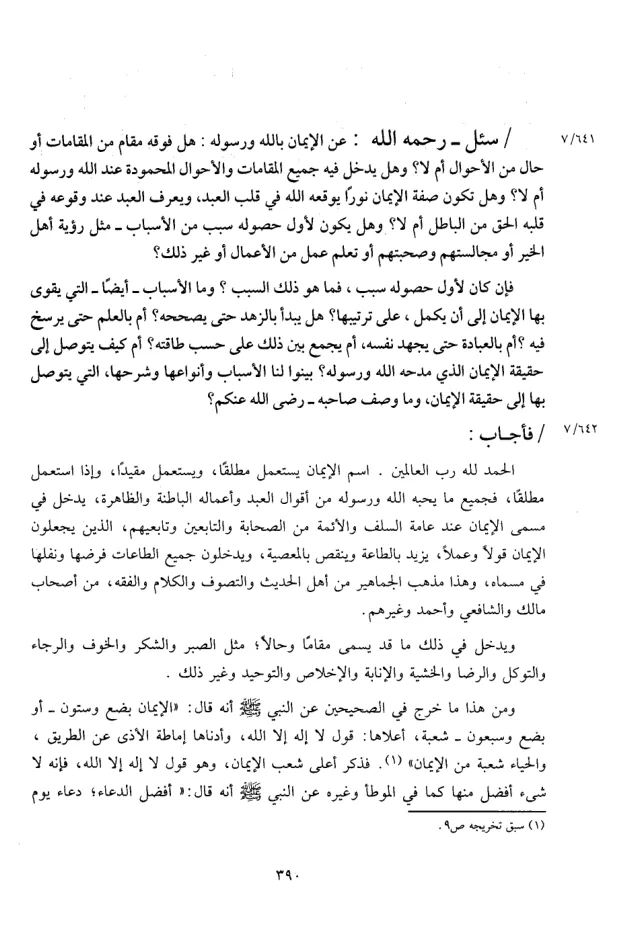 ٧/٦٤١ / سئل ـ رحمه الله : عن الإيمان بالله ورسوله : هل فوقه مقام من المقامات أو
حال من الأحوال أم لا؟ وهل يدخل فيه جميع المقامات والأحوال المحمودة عند الله ورسوله
أم لا؟ وهل تكون صفة الإيمان نورًا يوقعه الله في قلب العبد، ويعرف العبد عند وقوعه في
قلبه الحق من الباطل أم لا؟ وهل يكون لأول حصوله سبب من الأسباب ـ مثل رؤية أهل
الخير أو مجالستهم وصحبتهم أو تعلم عمل من الأعمال أو غير ذلك؟
فإن كان لأول حصوله سبب ، فما هو ذلك السبب ؟ وما الأسباب ـ أيضًا ـ التي يقوى
بها الإيمان إلى أن يكمل ، على ترتيبها؟ هل يبدأ بالزهد حتى يصححه؟ أم بالعلم حتى يرسخ
فيه ؟أم بالعبادة حتى يجهد نفسه، أم يجمع بين ذلك على حسب طاقته؟ أم كيف يتوصل إلى
حقيقة الإيمان الذي مدحه الله ورسوله؟ بينوا لنا الأسباب وأنواعها وشرحها، التي يتوصل
بها إلى حقيقة الإيمان، وما وصف صاحبه ـ رضى الله عنكم؟
٧/٦٤٢ / فأجـاب :
الحمد لله رب العالمين . اسم الإيمان يستعمل مطلقًا، ويستعمل مقيدًا، وإذا استعمل
مطلقًا، فجميع ما يحبه الله ورسوله من أقوال العبد وأعماله الباطنة والظاهرة، يدخل في
مسمى الإيمان عند عامة السلف والأئمة من الصحابة والتابعين وتابعيهم، الذين يجعلون
الإيمان قولاً وعملاً، يزيد بالطاعة وينقص بالمعصية، ويدخلون جميع الطاعات فرضها ونفلها
في مسماه، وهذا مذهب الجماهير من أهل الحديث والتصوف والكلام والفقه، من أصحاب
مالك والشافعي وأحمد وغيرهم.
ويدخل في ذلك ما قد يسمى مقامًا وحالاً؛ مثل الصبر والشكر والخوف والرجاء
والتوكل والرضا والخشية والإنابة والإخلاص والتوحيد وغير ذلك .
ومن هذا ما خرج في الصحيحين عن النبي ﷺ أنه قال: «الإيمان بضع وستون ـ أو
بضع وسبعون ـ شعبة، أعلاها: قول لا إله إلا الله، وأدناها إماطة الأذى عن الطريق ،
والحياء شعبة من الإيمان» (١). فذكر أعلى شعب الإيمان، وهو قول لا إله إلا الله، فإنه لا
شىء أفضل منها كما في الموطأ وغيره عن النبي ﷺ أنه قال:« أفضل الدعاء؛ دعاء يوم
(١) سبق تخريجه ص٩.
٣٩٠